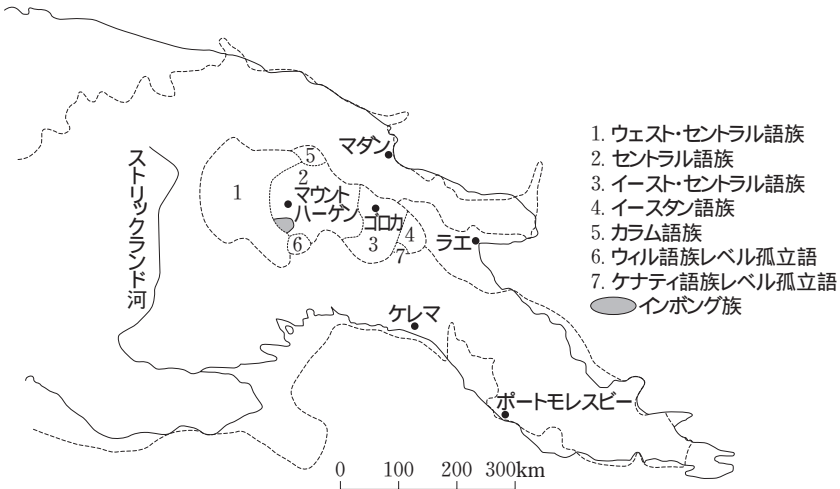 マダン
5
2
1
マウント
ハーゲン
ゴロカ
3
4
6
7
ラエ
ストリックランド河
ケレマ
ポートモレスビー
0 100 200 300km
1. ウェスト・セントラル語族
2. セントラル語族
3. イースト・セントラル語族
4. イースタン語族
5. カラム語族
6. ウィル語族レベル孤立語
7. ケナティ語族レベル孤立語
インボング族